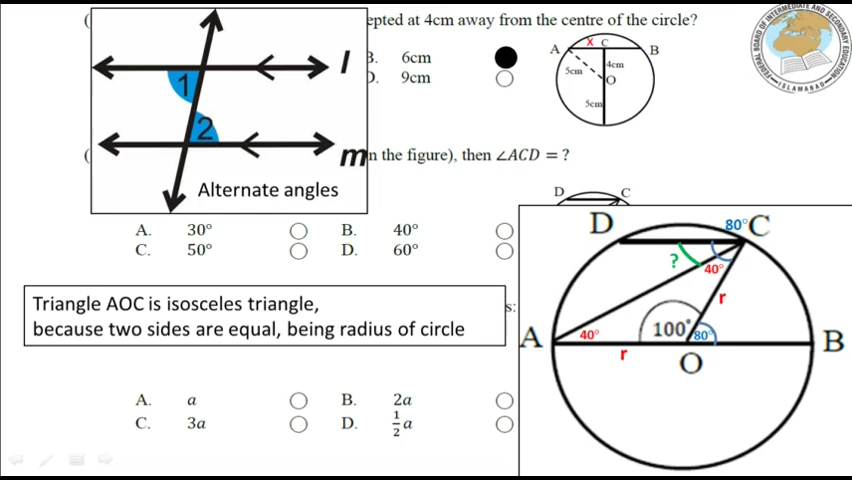 epted at 4cm away from the centre of the circle?
B. 6cm
D. 9cm
A x C B
4cm
5cm
O
5cm
FEDERAL BOARD OF INTERMEDIATE AND SECONDARY EDUCATION
ISLAMABAD
l
1
2
m
Alternate angles
n the figure), then ∠ACD = ?
D C
A. 30° B. 40°
C. 50° D. 60°
Triangle AOC is isosceles triangle,
because two sides are equal, being radius of circle
s:
D 80° C
? 40°
r
A 40° 100° 80° B
r O
A. a B. 2a
C. 3a D. ½a